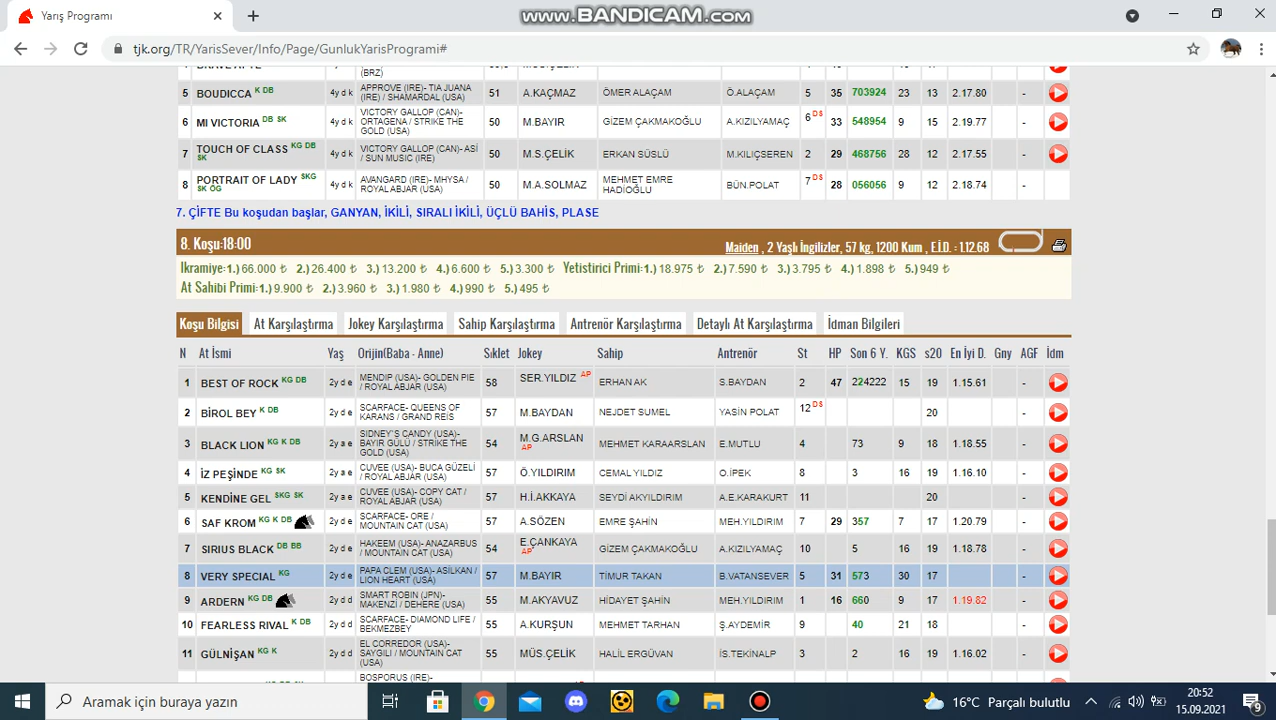 www.BANDICAM.com
Yarış Programı
tjk.org/TR/YarisSever/Info/Page/GunlukYarisProgrami#
(BRZ)
5 BOUDICCA K DB 4y d k APPROVE (IRE)- TIA JUANA (IRE) / SHAMARDAL (USA) 51 A.KAÇMAZ ÖMER ALAÇAM Ö.ALAÇAM 5 35 703924 23 13 2.17.80 -
6 MI VICTORIA DB SK 4y d k VICTORY GALLOP (CAN)- ORTAGENA / STRIKE THE GOLD (USA) 50 M.BAYIR GİZEM ÇAKMAKOĞLU A.KIZILYAMAÇ 6 DS 33 548954 9 15 2.19.77 -
7 TOUCH OF CLASS KG DB SK 4y d k VICTORY GALLOP (CAN)- ASİ / SUN MUSIC (IRE) 50 M.S.ÇELİK ERKAN SÜSLÜ M.KILIÇSEREN 2 29 468756 28 12 2.17.55 -
8 PORTRAIT OF LADY SKG SK ÖG 4y d k AVANGARD (IRE)- MHYSA / ROYAL ABJAR (USA) 50 M.A.SOLMAZ MEHMET EMRE HADİOĞLU BÜN.POLAT 7 DS 28 056056 9 12 2.18.74 -
7. ÇİFTE Bu koşudan başlar, GANYAN, İKİLİ, SIRALI İKİLİ, ÜÇLÜ BAHİS, PLASE
8. Koşu:18:00 Maiden , 2 Yaşlı İngilizler, 57 kg, 1200 Kum , E.İ.D. : 1.12.68
Ikramiye:1.) 66.000 ₺ 2.) 26.400 ₺ 3.) 13.200 ₺ 4.) 6.600 ₺ 5.) 3.300 ₺ Yetistirici Primi:1.) 18.975 ₺ 2.) 7.590 ₺ 3.) 3.795 ₺ 4.) 1.898 ₺ 5.) 949 ₺
At Sahibi Primi:1.) 9.900 ₺ 2.) 3.960 ₺ 3.) 1.980 ₺ 4.) 990 ₺ 5.) 495 ₺
Koşu Bilgisi At Karşılaştırma Jokey Karşılaştırma Sahip Karşılaştırma Antrenör Karşılaştırma Detaylı At Karşılaştırma İdman Bilgileri
N At İsmi Yaş Orijin(Baba - Anne) Sıklet Jokey Sahip Antrenör St HP Son 6 Y. KGS s20 En İyi D. Gny AGF İdm
1 BEST OF ROCK KG DB 2y d e MENDIP (USA)- GOLDEN PIE / ROYAL ABJAR (USA) 58 SER.YILDIZ AP ERHAN AK S.BAYDAN 2 47 224222 15 19 1.15.61 -
2 BİROL BEY K DB 2y d e SCARFACE- QUEENS OF KARANS / GRAND REIS 57 M.BAYDAN NEJDET SUMEL YASİN POLAT 12 DS 20 -
3 BLACK LION KG K DB 2y a e SIDNEY'S CANDY (USA)- BAYIR GÜLÜ / STRIKE THE GOLD (USA) 54 M.G.ARSLAN AP MEHMET KARAARSLAN E.MUTLU 4 73 9 18 1.18.55 -
4 İZ PEŞİNDE KG SK 2y a e CUVEE (USA)- BUCA GÜZELİ / ROYAL ABJAR (USA) 57 Ö.YILDIRIM CEMAL YILDIZ O.İPEK 8 3 16 19 1.16.10 -
5 KENDİNE GEL SKG SK 2y a e CUVEE (USA)- COPY CAT / ROYAL ABJAR (USA) 57 H.İ.AKKAYA SEYDİ AKYILDIRIM A.E.KARAKURT 11 20 -
6 SAF KROM KG K DB 2y d e SCARFACE- ORE / MOUNTAIN CAT (USA) 57 A.SÖZEN EMRE ŞAHİN MEH.YILDIRIM 7 29 357 7 17 1.20.79 -
7 SIRIUS BLACK DB BB 2y d e HAKEEM (USA)- ANAZARBUS / MOUNTAIN CAT (USA) 54 E.ÇANKAYA AP GİZEM ÇAKMAKOĞLU A.KIZILYAMAÇ 10 5 16 19 1.18.78 -
8 VERY SPECIAL KG 2y d e PAPA CLEM (USA)- ASİLKAN / LION HEART (USA) 57 M.BAYIR TİMUR TAKAN B.VATANSEVER 5 31 573 30 17 -
9 ARDERN KG DB 2y d d SMART ROBIN (JPN)- MAKENZI / DEHERE (USA) 55 M.AKYAVUZ HİDAYET ŞAHİN MEH.YILDIRIM 1 16 660 9 17 1.19.82 -
10 FEARLESS RIVAL K DB 2y d d SCARFACE- DIAMOND LIFE / BEKMEZBEY 55 A.KURŞUN MEHMET TARHAN Ş.AYDEMİR 9 40 21 18 -
11 GÜLNİŞAN KG K 2y d d EL CORREDOR (USA)- SAYGILI / MOUNTAIN CAT (USA) 55 MÜS.ÇELİK HALİL ERGÜVAN İS.TEKİNALP 3 2 16 19 1.16.02 -
BOSPORUS (IRE)-
Aramak için buraya yazın
16°C Parçalı bulutlu
20:52
15.09.2021
9